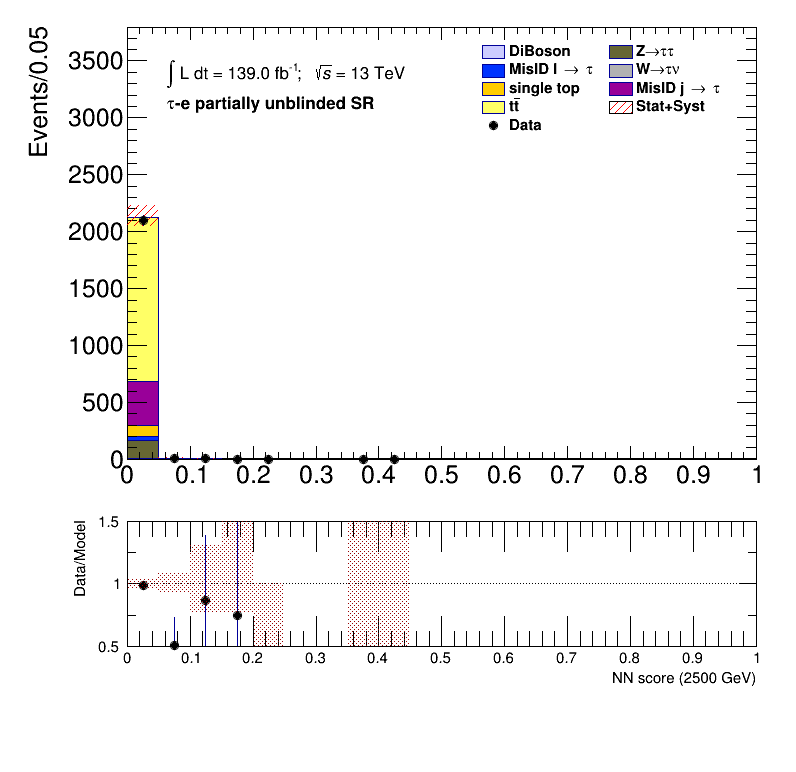 Events/0.05
3500
3000
2500
2000
1500
1000
500
0
∫ L dt = 139.0 fb⁻¹; √s = 13 TeV
τ-e partially unblinded SR
DiBoson
MisID l → τ
single top
tt̄
Data
Z→ττ
W→τν
MisID j → τ
Stat+Syst
0 0.1 0.2 0.3 0.4 0.5 0.6 0.7 0.8 0.9 1
Data/Model
1.5
1
0.5
0 0.1 0.2 0.3 0.4 0.5 0.6 0.7 0.8 0.9 1
NN score (2500 GeV)